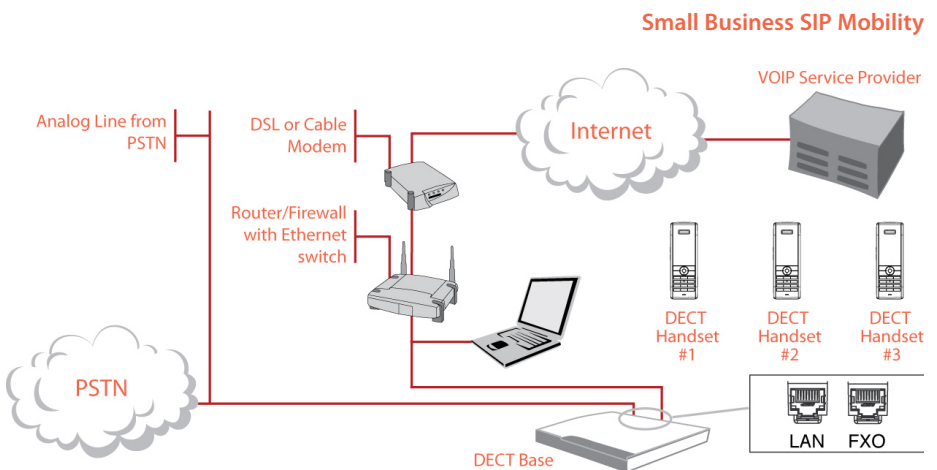 Small Business SIP Mobility
VOIP Service Provider
Analog Line from
PSTN
DSL or Cable
Modem
Internet
Router/Firewall
with Ethernet
switch
DECT
Handset
#1
DECT
Handset
#2
DECT
Handset
#3
PSTN
LAN
FXO
DECT Base